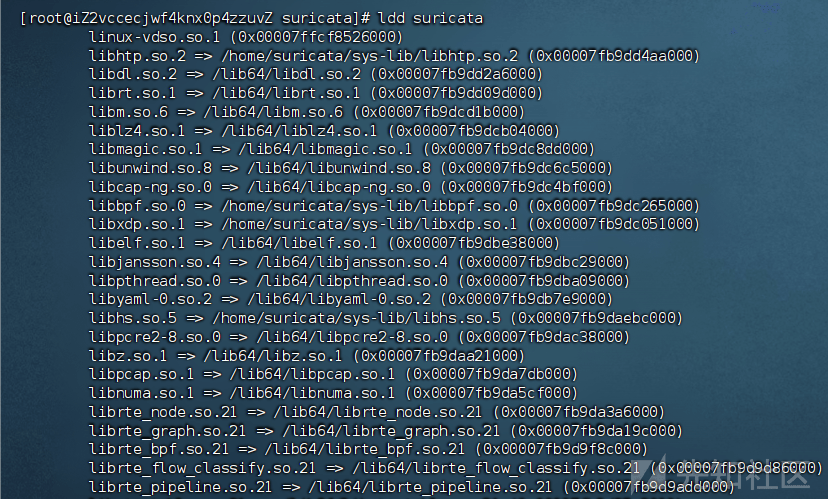 [root@iZ2vccecjwf4knx0p4zzuvZ suricata]# ldd suricata
linux-vdso.so.1 (0x00007ffcf8526000)
libhtp.so.2 => /home/suricata/sys-lib/libhtp.so.2 (0x00007fb9dd4aa000)
libdl.so.2 => /lib64/libdl.so.2 (0x00007fb9dd2a6000)
librt.so.1 => /lib64/librt.so.1 (0x00007fb9dd09d000)
libm.so.6 => /lib64/libm.so.6 (0x00007fb9dcd1b000)
liblz4.so.1 => /lib64/liblz4.so.1 (0x00007fb9dcb04000)
libmagic.so.1 => /lib64/libmagic.so.1 (0x00007fb9dc8dd000)
libunwind.so.8 => /lib64/libunwind.so.8 (0x00007fb9dc6c5000)
libcap-ng.so.0 => /lib64/libcap-ng.so.0 (0x00007fb9dc4bf000)
libbpf.so.0 => /home/suricata/sys-lib/libbpf.so.0 (0x00007fb9dc265000)
libxdp.so.1 => /home/suricata/sys-lib/libxdp.so.1 (0x00007fb9dc051000)
libelf.so.1 => /lib64/libelf.so.1 (0x00007fb9dbe38000)
libjansson.so.4 => /lib64/libjansson.so.4 (0x00007fb9dbc29000)
libpthread.so.0 => /lib64/libpthread.so.0 (0x00007fb9dba09000)
libyaml-0.so.2 => /lib64/libyaml-0.so.2 (0x00007fb9db7e9000)
libhs.so.5 => /home/suricata/sys-lib/libhs.so.5 (0x00007fb9daebc000)
libpcre2-8.so.0 => /lib64/libpcre2-8.so.0 (0x00007fb9dac38000)
libz.so.1 => /lib64/libz.so.1 (0x00007fb9daa21000)
libpcap.so.1 => /lib64/libpcap.so.1 (0x00007fb9da7db000)
libnuma.so.1 => /lib64/libnuma.so.1 (0x00007fb9da5cf000)
librte_node.so.21 => /lib64/librte_node.so.21 (0x00007fb9da3a6000)
librte_graph.so.21 => /lib64/librte_graph.so.21 (0x00007fb9da19c000)
librte_bpf.so.21 => /lib64/librte_bpf.so.21 (0x00007fb9d9f8c000)
librte_flow_classify.so.21 => /lib64/librte_flow_classify.so.21 (0x00007fb9d9d86000)
librte_pipeline.so.21 => /lib64/librte_pipeline.so.21 (0x00007fb9d9add000)
先知社区